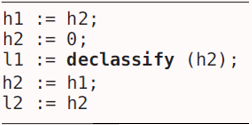 h1 := h2;
h2 := 0;
l1 := declassify (h2);
h2 := h1;
l2 := h2